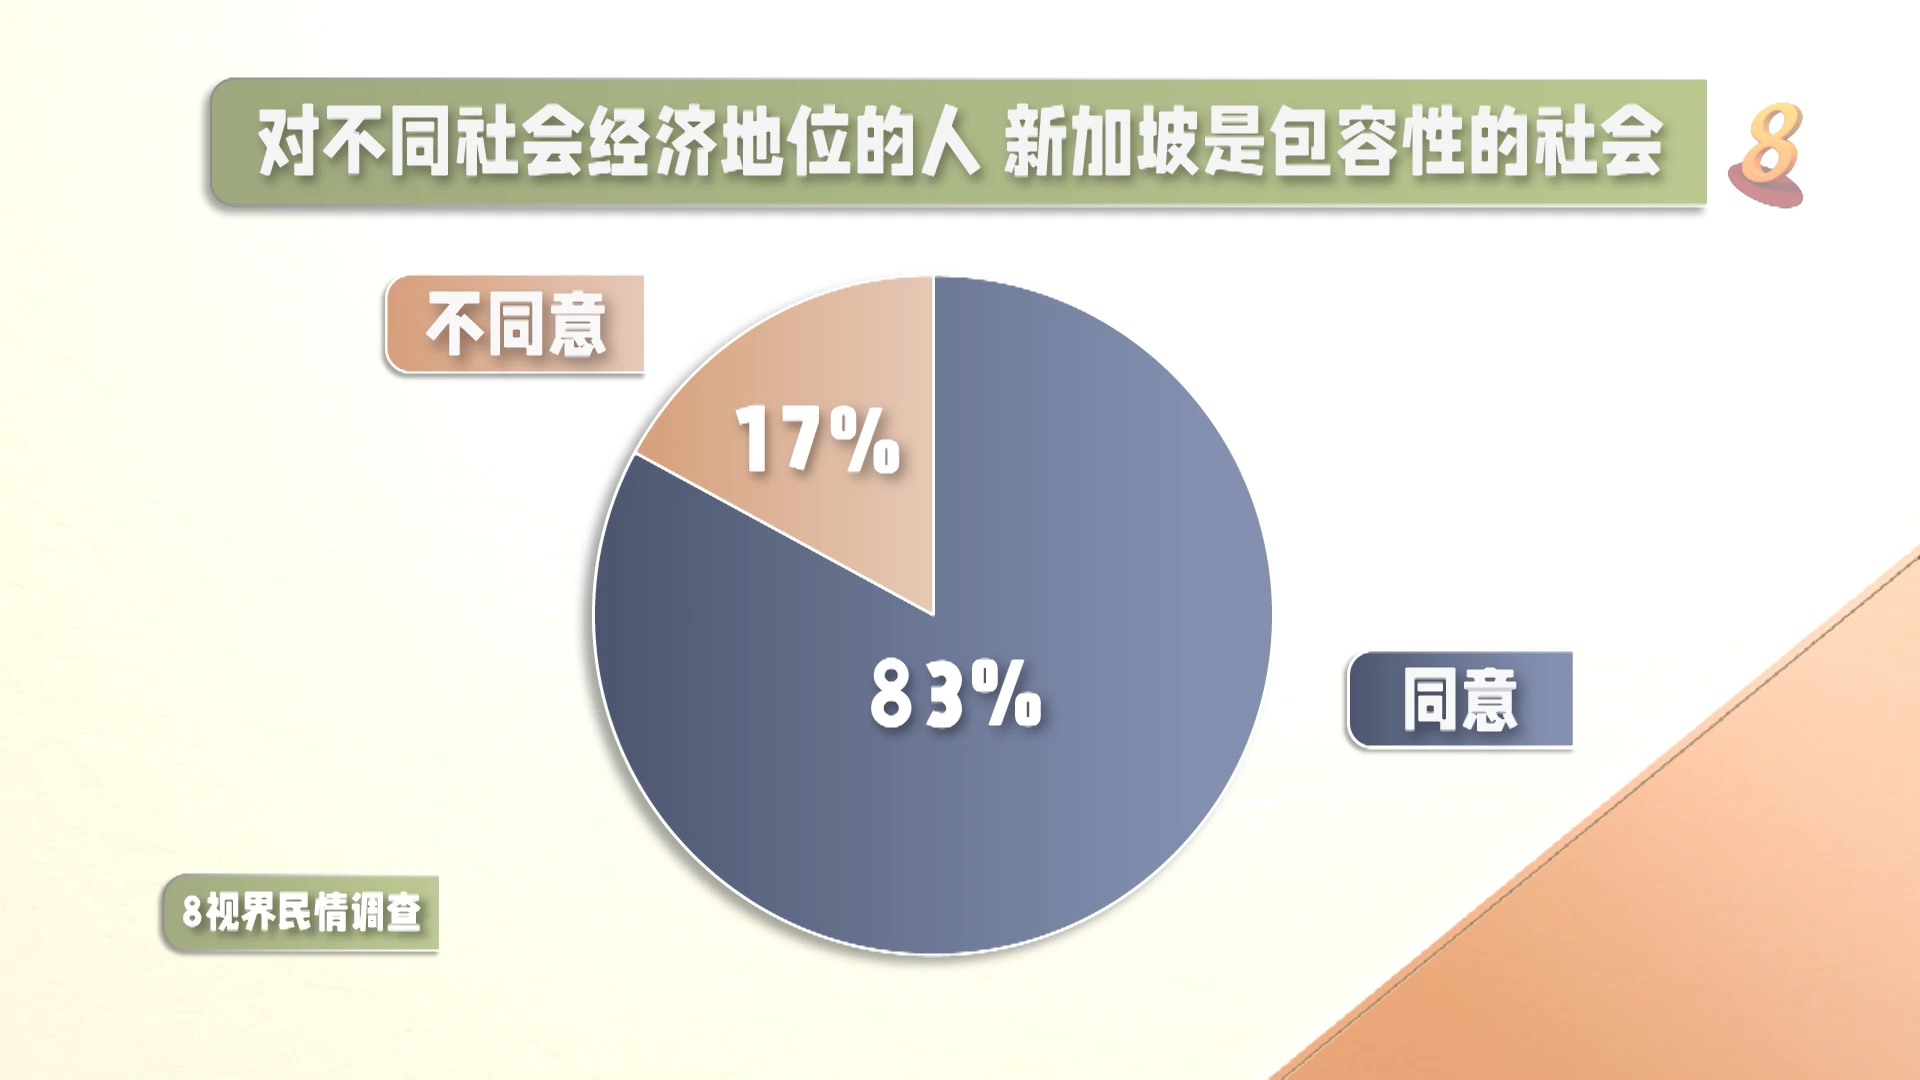 对不同社会经济地位的人 新加坡是包容性的社会
8
不同意
17%
83%
同意
8视界民情调查